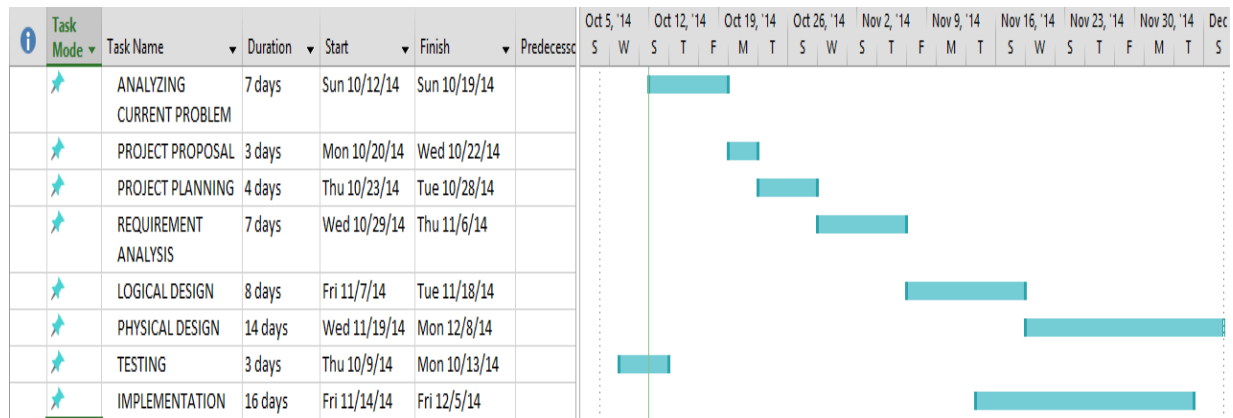 Task Oct 5, '14 Oct 12, '14 Oct 19, '14 Oct 26, '14 Nov 2, '14 Nov 9, '14 Nov 16, '14 Nov 23, '14 Nov 30, '14 Dec
Mode Task Name Duration Start Finish Predecesso S W S T F M T S W S T F M T S W S T F M T S
ANALYZING 7 days Sun 10/12/14 Sun 10/19/14
CURRENT PROBLEM
PROJECT PROPOSAL 3 days Mon 10/20/14 Wed 10/22/14
PROJECT PLANNING 4 days Thu 10/23/14 Tue 10/28/14
REQUIREMENT 7 days Wed 10/29/14 Thu 11/6/14
ANALYSIS
LOGICAL DESIGN 8 days Fri 11/7/14 Tue 11/18/14
PHYSICAL DESIGN 14 days Wed 11/19/14 Mon 12/8/14
TESTING 3 days Thu 10/9/14 Mon 10/13/14
IMPLEMENTATION 16 days Fri 11/14/14 Fri 12/5/14